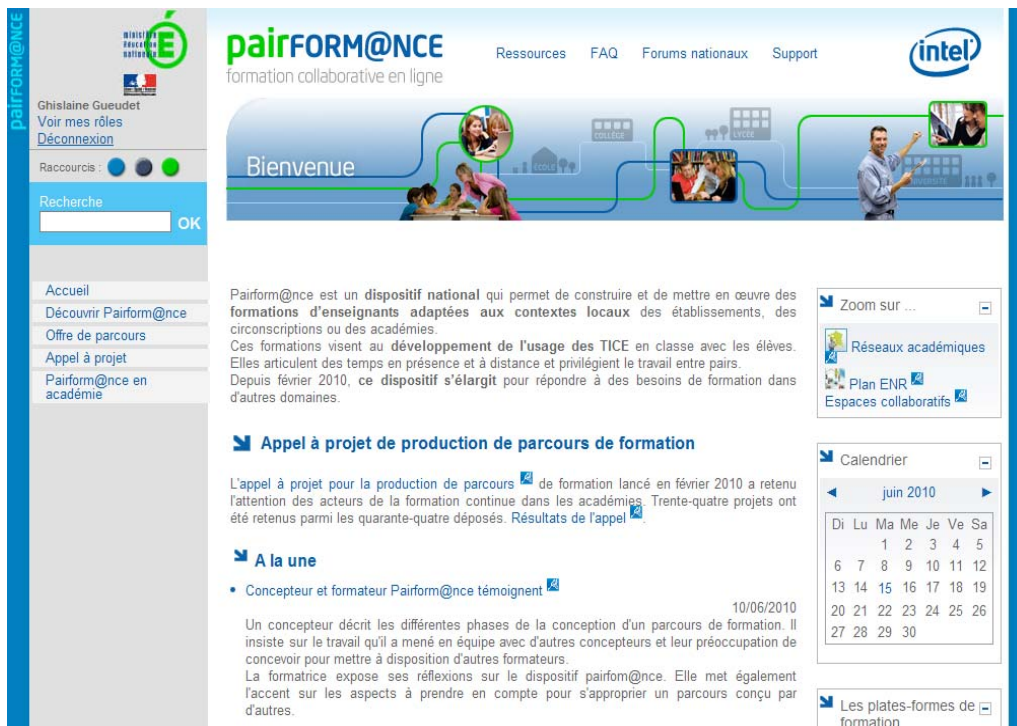 pairFORM@NCE
Ghislaine Gueudet
Voir mes rôles
Déconnexion
Raccourcis :
Recherche
OK
Accueil
Découvrir Pairform@nce
Offre de parcours
Appel à projet
Pairform@nce en
académie
pairFORM@NCE
formation collaborative en ligne
Ressources FAQ Forums nationaux Support
intel
Bienvenue
ÉCOLE
COLLÈGE
LYCÉE
Pairform@nce est un dispositif national qui permet de construire et de mettre en œuvre des
formations d'enseignants adaptées aux contextes locaux des établissements, des
circonscriptions ou des académies.
Ces formations visent au développement de l'usage des TICE en classe avec les élèves.
Elles articulent des temps en présence et à distance et privilégient le travail entre pairs.
Depuis février 2010, ce dispositif s'élargit pour répondre à des besoins de formation dans
d'autres domaines.
Appel à projet de production de parcours de formation
L'appel à projet pour la production de parcours de formation lancé en février 2010 a retenu
l'attention des acteurs de la formation continue dans les académies. Trente-quatre projets ont
été retenus parmi les quarante-quatre déposés. Résultats de l'appel .
A la une
• Concepteur et formateur Pairform@nce témoignent
10/06/2010
Un concepteur décrit les différentes phases de la conception d'un parcours de formation. Il
insiste sur le travail qu'il a mené en équipe avec d'autres concepteurs et leur préoccupation de
concevoir pour mettre à disposition d'autres formateurs.
La formatrice expose ses réflexions sur le dispositif pairfom@nce. Elle met également
l'accent sur les aspects à prendre en compte pour s'approprier un parcours conçu par
d'autres.
Zoom sur ...
Réseaux académiques
Plan ENR
Espaces collaboratifs
Calendrier
juin 2010
Di Lu Ma Me Je Ve Sa
1 2 3 4 5
6 7 8 9 10 11 12
13 14 15 16 17 18 19
20 21 22 23 24 25 26
27 28 29 30
Les plates-formes de
formation